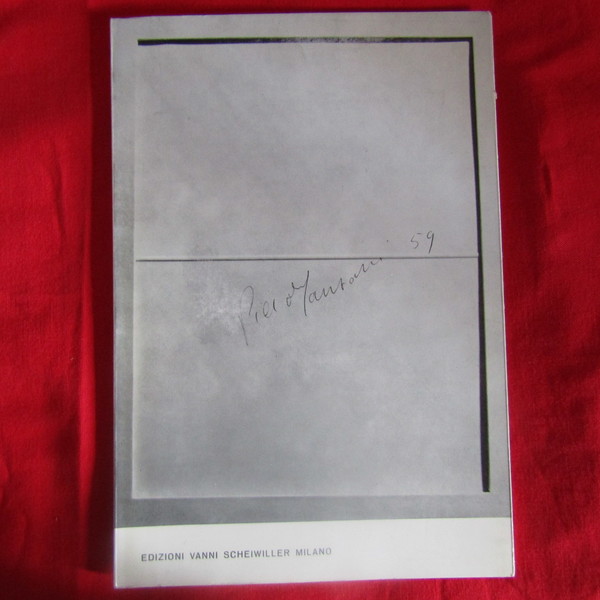 59
Piero Manzoni
EDIZIONI VANNI SCHEIWILLER MILANO